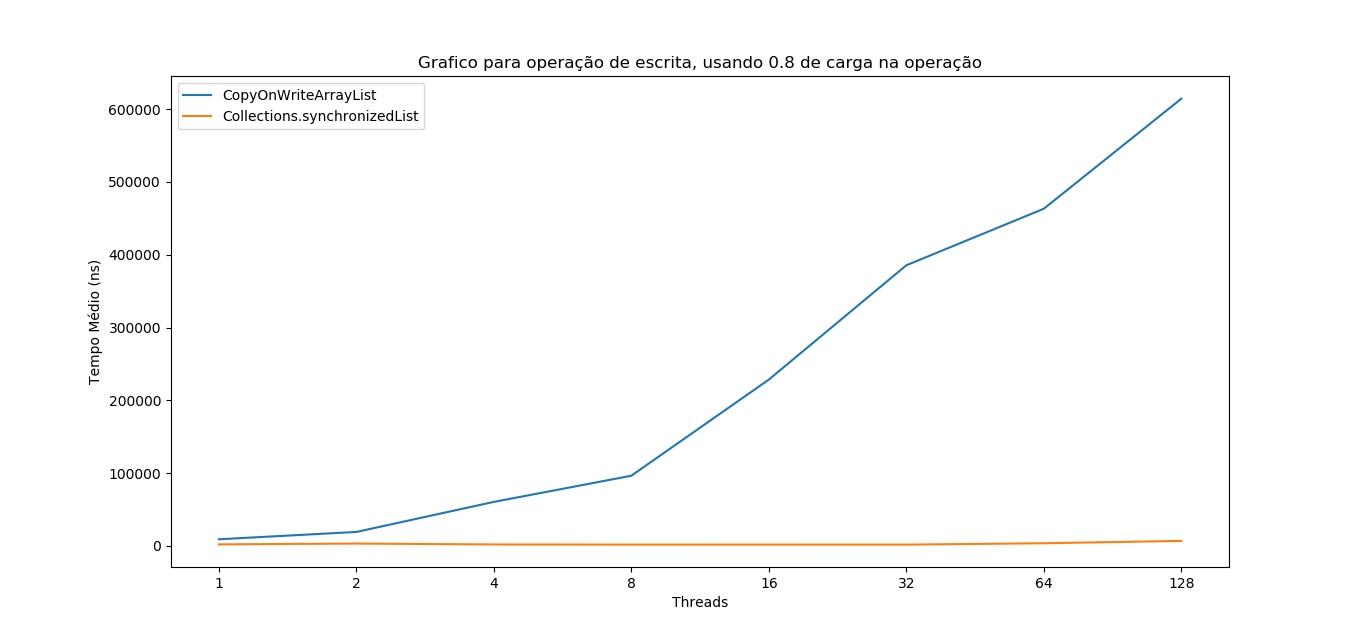 Grafico para operação de escrita, usando 0.8 de carga na operação
CopyOnWriteArrayList
Collections.synchronizedList
600000
500000
400000
300000
200000
100000
0
Tempo Médio (ns)
1 2 4 8 16 32 64 128
Threads